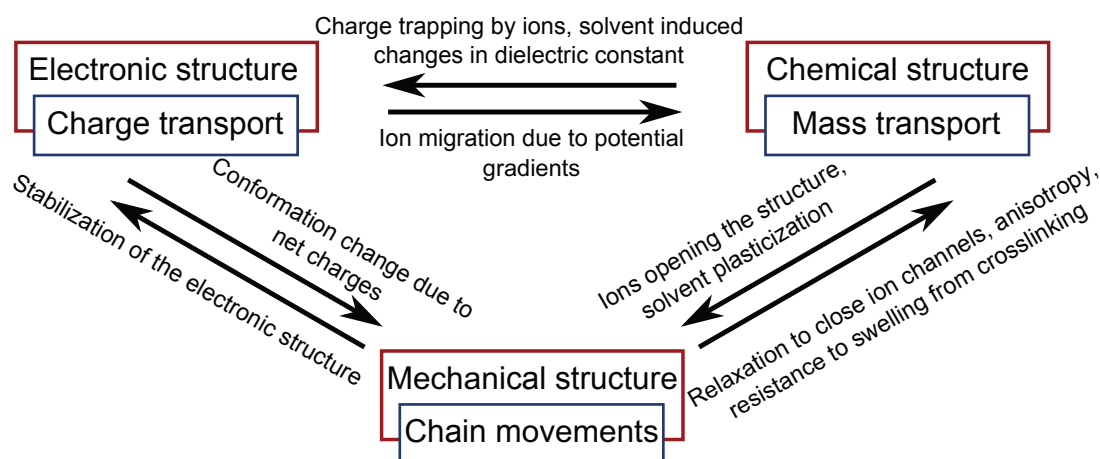 Charge trapping by ions, solvent induced
changes in dielectric constant
Electronic structure
Charge transport
Chemical structure
Mass transport
Ion migration due to potential
gradients
Conformation change due to
net charges
Stabilization of the electronic structure
Ions opening the structure,
solvent plasticization
Relaxation to close ion channels, anisotropy,
resistance to swelling from crosslinking
Mechanical structure
Chain movements